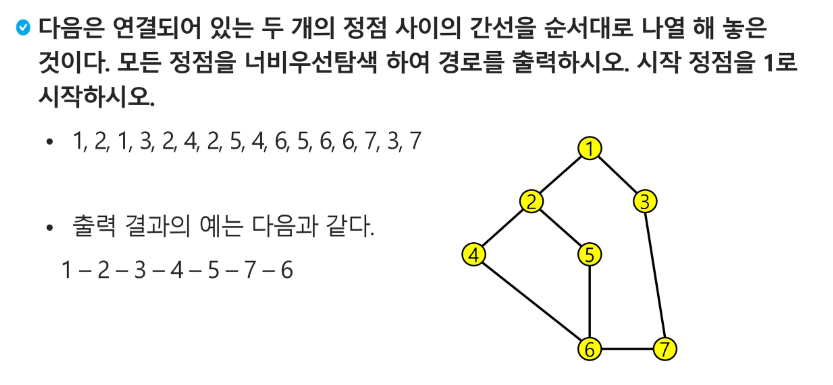 다음은 연결되어 있는 두 개의 정점 사이의 간선을 순서대로 나열 해 놓은
것이다. 모든 정점을 너비우선탐색 하여 경로를 출력하시오. 시작 정점을 1로
시작하시오.
• 1, 2, 1, 3, 2, 4, 2, 5, 4, 6, 5, 6, 6, 7, 3, 7
• 출력 결과의 예는 다음과 같다.
1 – 2 – 3 – 4 – 5 – 7 – 6
1
2
3
4
5
6
7